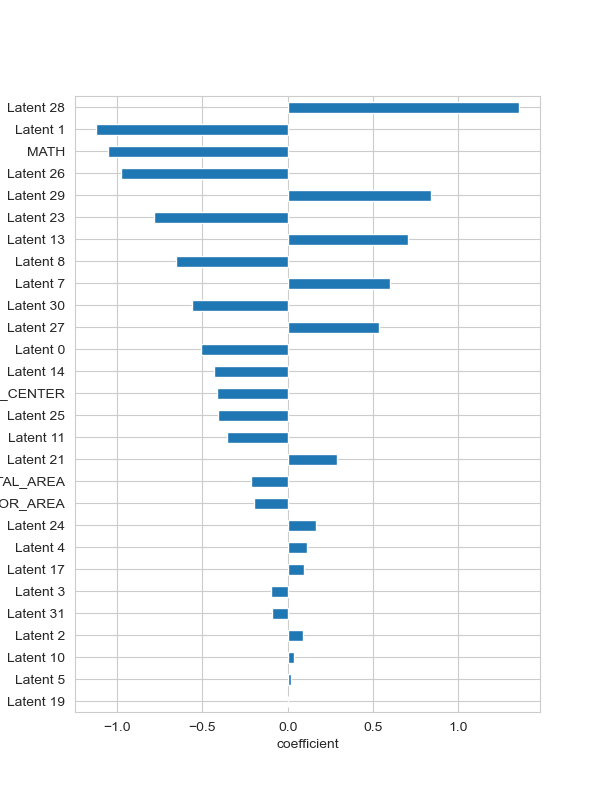 Latent 28
Latent 1
MATH
Latent 26
Latent 29
Latent 23
Latent 13
Latent 8
Latent 7
Latent 30
Latent 27
Latent 0
Latent 14
_CENTER
Latent 25
Latent 11
Latent 21
TAL_AREA
OR_AREA
Latent 24
Latent 4
Latent 17
Latent 3
Latent 31
Latent 2
Latent 10
Latent 5
Latent 19
−1.0 −0.5 0.0 0.5 1.0
coefficient